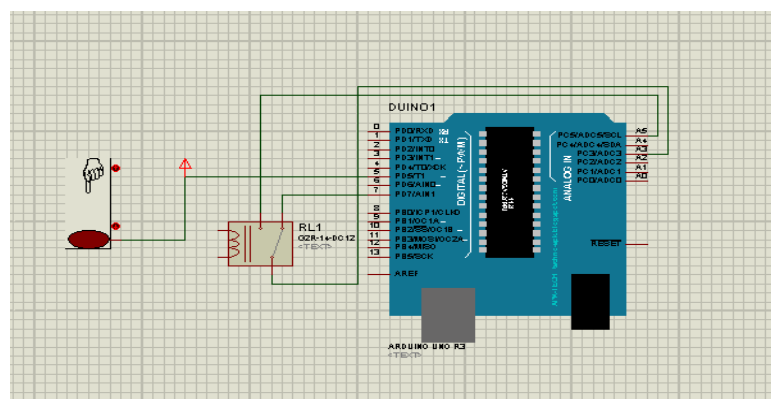 DUINO1
0
1
2
3
4
5
6
7
8
9
10
11
12
13
PD0/RXD
PD1/TXD
PD2/INT0
PD3/INT1
PD4/T0/XCK
PD5/T1
PD6/AIN0
PD7/AIN1
PB0/ICP1/CLKO
PB1/OC1A
PB2/SS/OC1B
PB3/MOSI/OC2A
PB4/MISO
PB5/SCK
AREF
RX
TX
DIGITAL (~PWM)
ANALOG IN
PC5/ADC5/SCL
PC4/ADC4/SDA
PC3/ADC3
PC2/ADC2
PC1/ADC1
PC0/ADC0
A5
A4
A3
A2
A1
A0
RESET
RL1
<TEXT>
ARDUINO UNO R3
<TEXT>